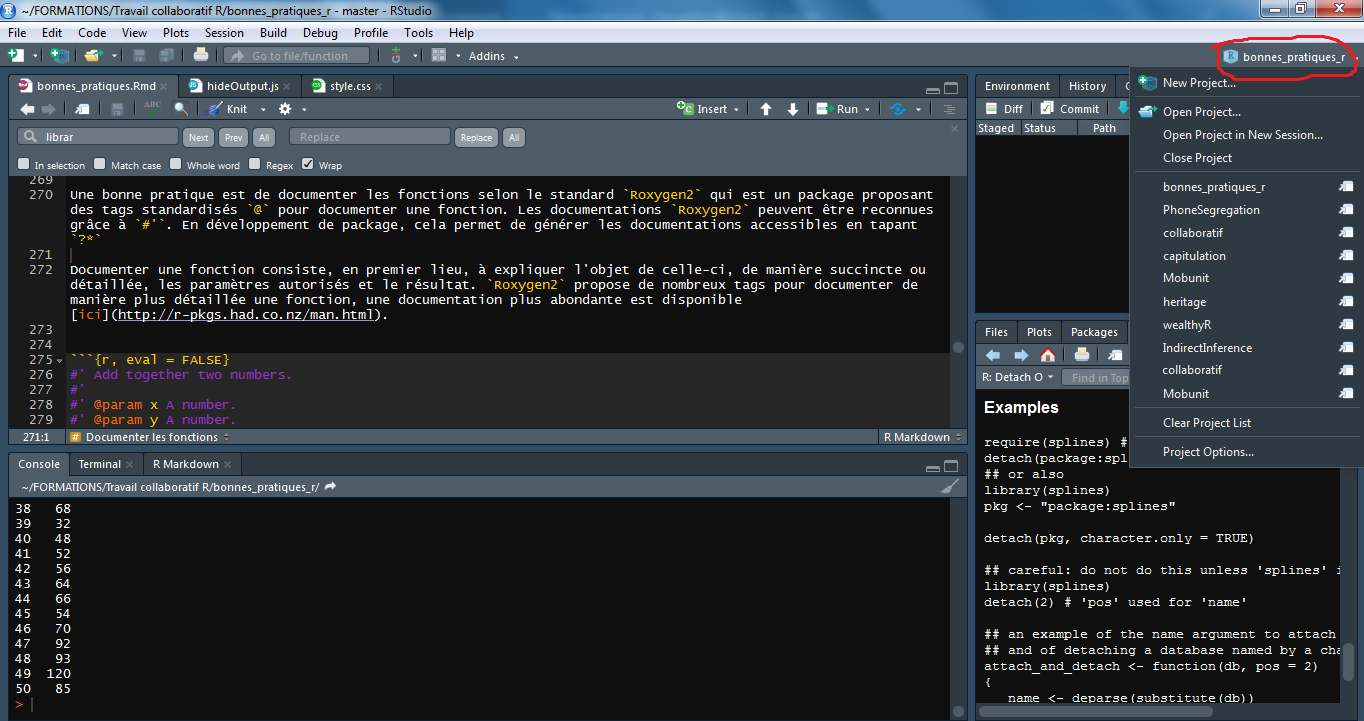 ~/FORMATIONS/Travail collaboratif R/bonnes_pratiques_r - master - RStudio
File Edit Code View Plots Session Build Debug Profile Tools Help
Go to file/function Addins
bonnes_pratiques_r
bonnes_pratiques.Rmd hideOutput.js style.css
Knit Insert Run
librar Next Prev All Replace Replace All
In selection Match case Whole word Regex Wrap
269
270 Une bonne pratique est de documenter les fonctions selon le standard `Roxygen2` qui est un package proposant
des tags standardisés `@` pour documenter une fonction. Les documentations `Roxygen2` peuvent être reconnues
grâce à `#'`. En développement de package, cela permet de générer les documentations accessibles en tapant
`?*`
271
272 Documenter une fonction consiste, en premier lieu, à expliquer l'objet de celle-ci, de manière succincte ou
détaillée, les paramètres autorisés et le résultat. `Roxygen2` propose de nombreux tags pour documenter de
manière plus détaillée une fonction, une documentation plus abondante est disponible
[ici](http://r-pkgs.had.co.nz/man.html).
273
274
275 ```{r, eval = FALSE}
276 #' Add together two numbers.
277 #'
278 #' @param x A number.
279 #' @param y A number.
271:1 # Documenter les fonctions R Markdown
Console Terminal R Markdown
~/FORMATIONS/Travail collaboratif R/bonnes_pratiques_r/
38 68
39 32
40 48
41 52
42 56
43 64
44 66
45 54
46 70
47 92
48 93
49 120
50 85
>
Environment History
Diff Commit
Staged Status Path
New Project...
Open Project...
Open Project in New Session...
Close Project
bonnes_pratiques_r
PhoneSegregation
collaboratif
capitulation
Mobunit
heritage
wealthyR
IndirectInference
collaboratif
Mobunit
Clear Project List
Project Options...
Files Plots Packages
R: Detach O Find in Top
Examples
require(splines) #
detach(package:spl
## or also
library(splines)
pkg <- "package:splines"
detach(pkg, character.only = TRUE)
## careful: do not do this unless 'splines' i
library(splines)
detach(2) # 'pos' used for 'name'
## an example of the name argument to attach
## and of detaching a database named by a cha
attach_and_detach <- function(db, pos = 2)
{
name <- deparse(substitute(db))